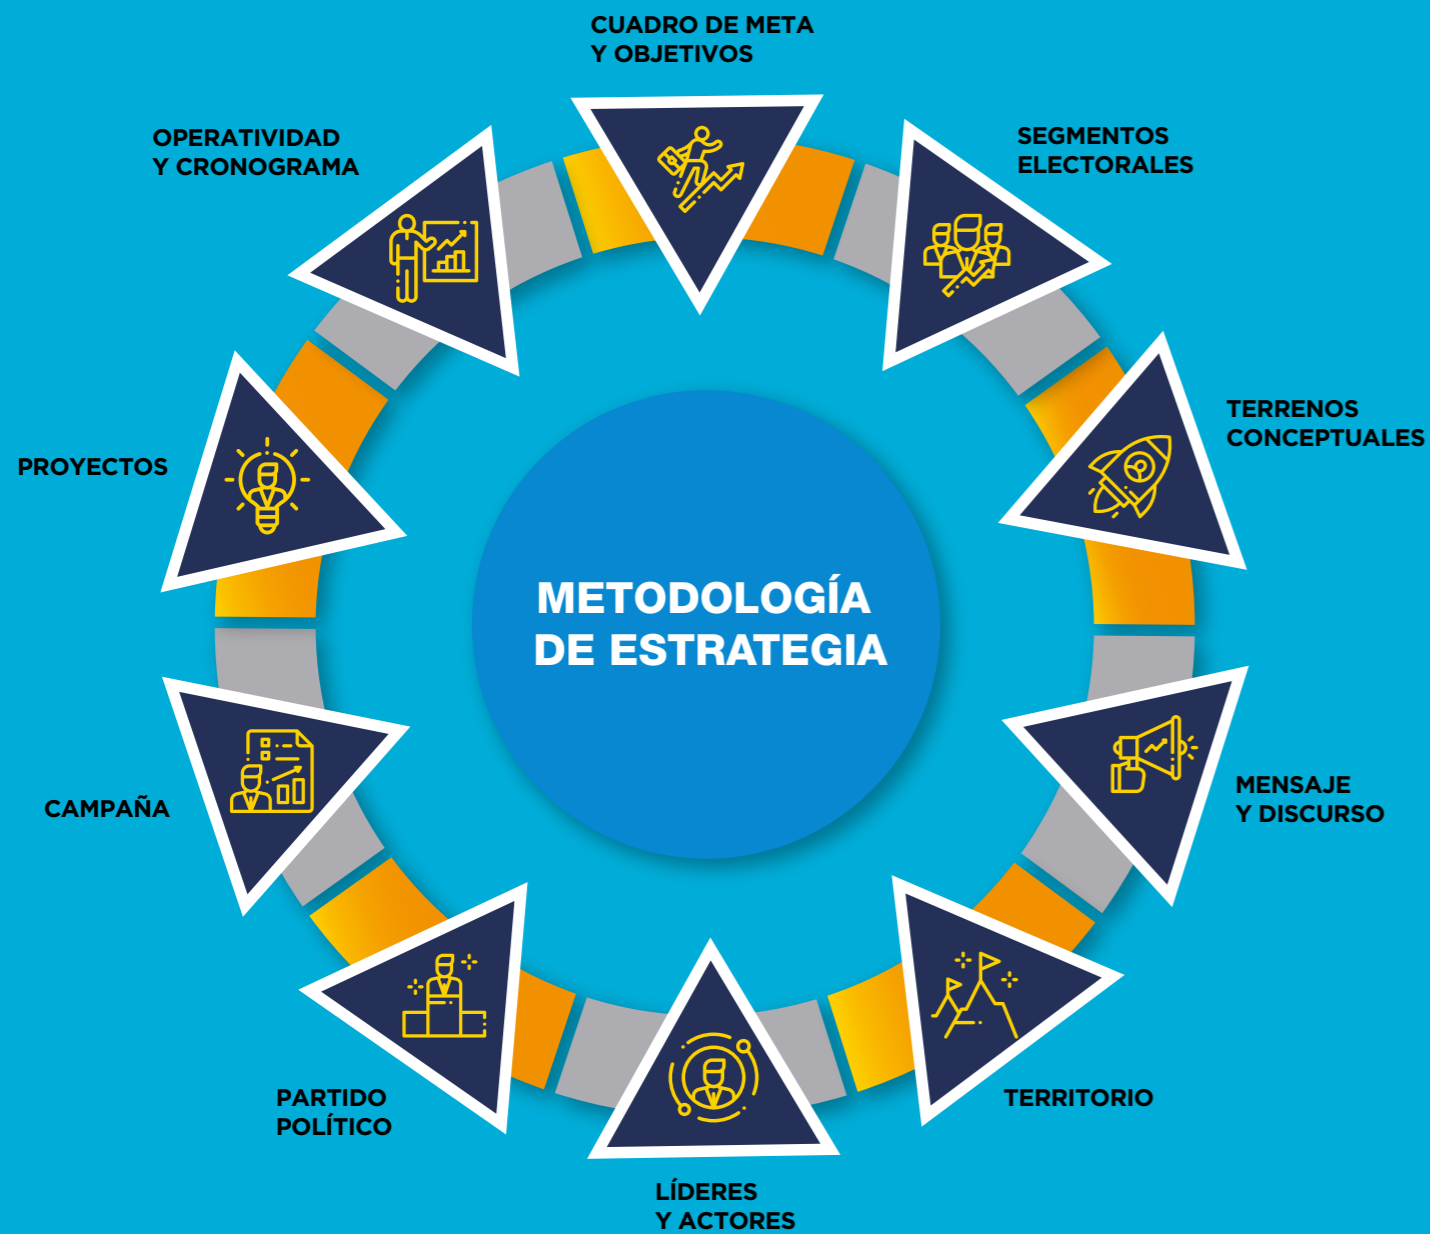 CUADRO DE META
Y OBJETIVOS
SEGMENTOS
ELECTORALES
TERRENOS
CONCEPTUALES
MENSAJE
Y DISCURSO
TERRITORIO
LÍDERES
Y ACTORES
PARTIDO
POLÍTICO
CAMPAÑA
PROYECTOS
OPERATIVIDAD
Y CRONOGRAMA
METODOLOGÍA
DE ESTRATEGIA